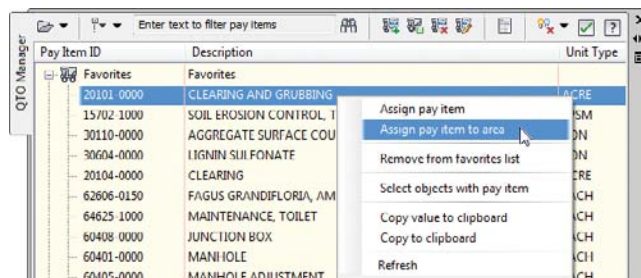 Enter text to filter pay items
QTO Manager
Pay Item ID Description Unit Type
Favorites Favorites
20101-0000 CLEARING AND GRUBBING ACRE
15702-1000 SOIL EROSION CONTROL, T
30110-0000 AGGREGATE SURFACE COU
30604-0000 LIGNIN SULFONATE
20104-0000 CLEARING
62606-0150 FAGUS GRANDIFLORIA, AM
64625-1000 MAINTENANCE, TOILET
60408-0000 JUNCTION BOX
60401-0000 MANHOLE
60405-0000 MANHOLE ADJUSTMENT
Assign pay item
Assign pay item to area
Remove from favorites list
Select objects with pay item
Copy value to clipboard
Copy to clipboard
Refresh